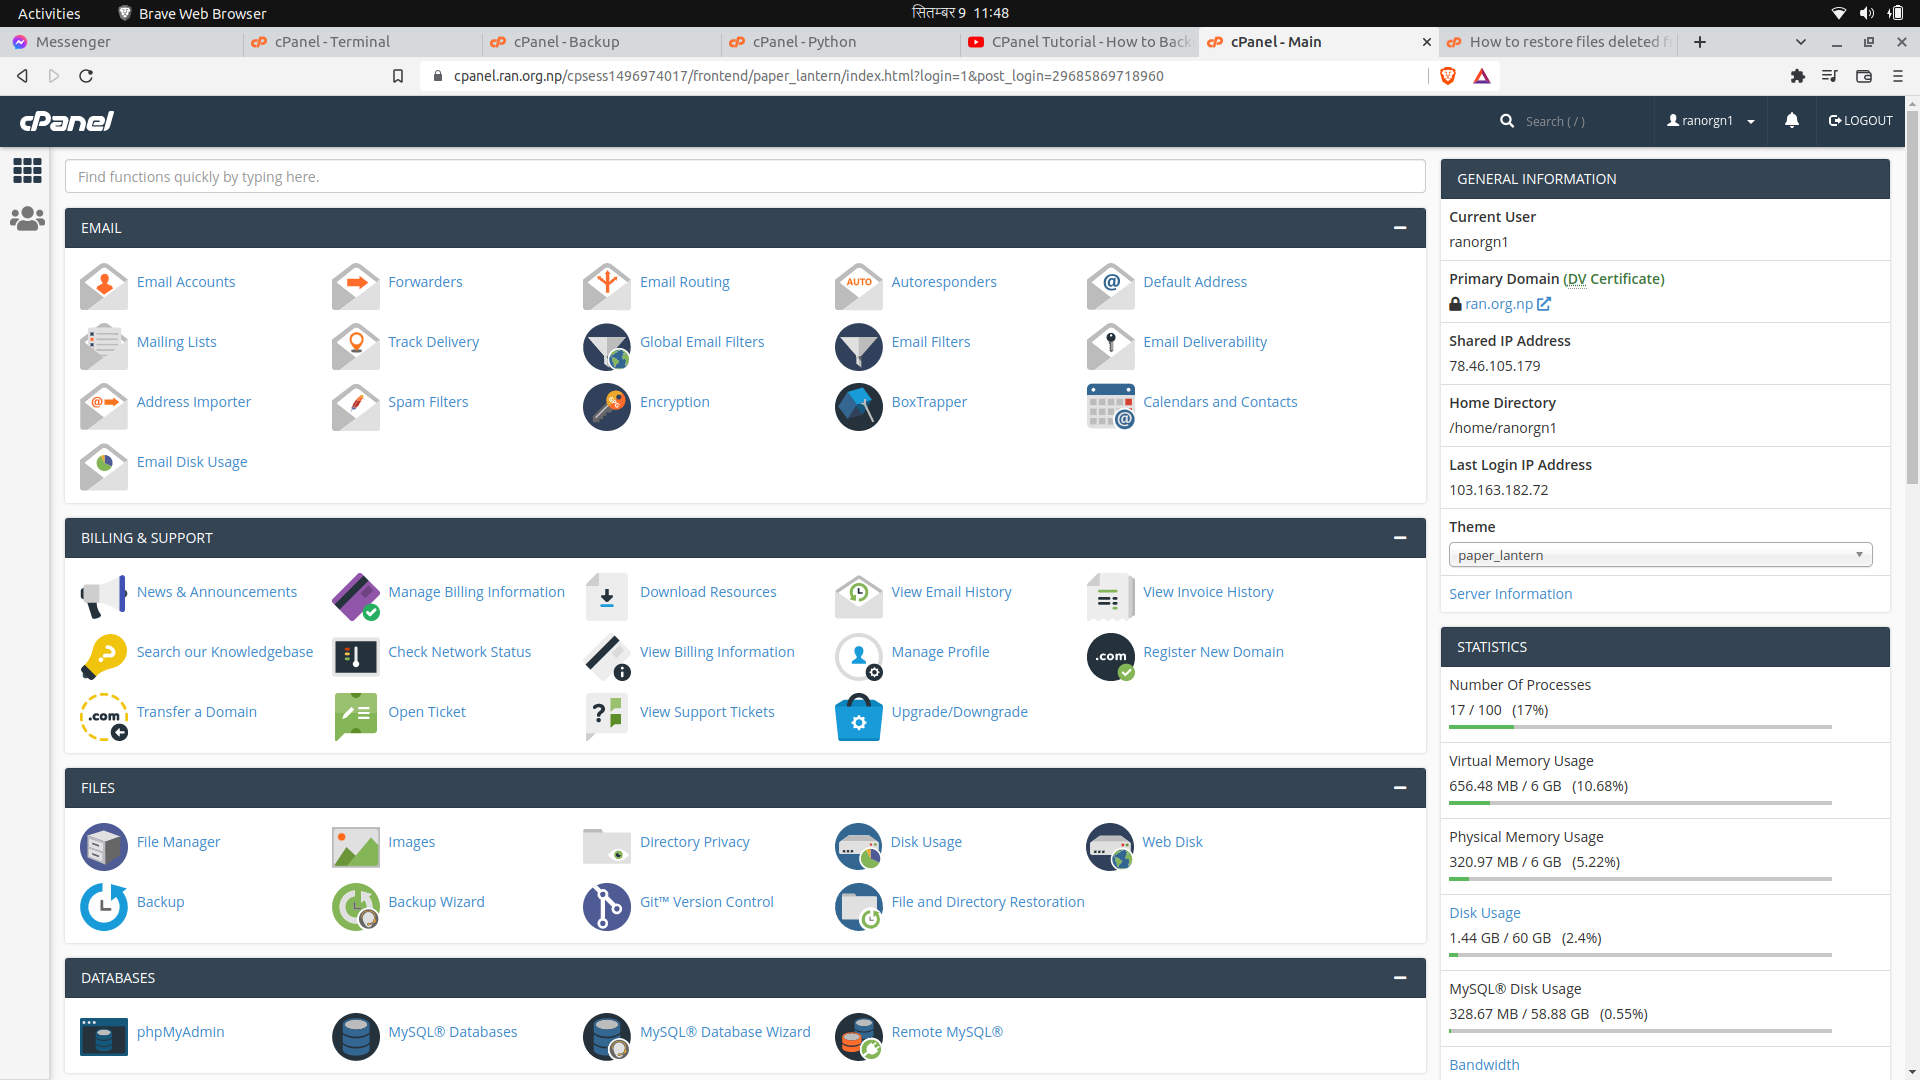 Activities
Brave Web Browser
सितम्बर 9 11:48
Messenger
cPanel - Terminal
cPanel - Backup
cPanel - Python
CPanel Tutorial - How to Back
cPanel - Main
How to restore files deleted f
cpanel.ran.org.np/cpsess1496974017/frontend/paper_lantern/index.html?login=1&post_login=29685869718960
cPanel
Search ( / )
ranorgn1
LOGOUT
Find functions quickly by typing here.
EMAIL
Email Accounts
Forwarders
Email Routing
AUTO
Autoresponders
@
Default Address
Mailing Lists
Track Delivery
Global Email Filters
Email Filters
Email Deliverability
@
Address Importer
Spam Filters
Encryption
BoxTrapper
@
Calendars and Contacts
Email Disk Usage
BILLING & SUPPORT
News & Announcements
Manage Billing Information
Download Resources
View Email History
View Invoice History
?
Search our Knowledgebase
Check Network Status
View Billing Information
Manage Profile
.com
Register New Domain
.com
Transfer a Domain
Open Ticket
?
View Support Tickets
Upgrade/Downgrade
FILES
File Manager
Images
Directory Privacy
Disk Usage
Web Disk
Backup
Backup Wizard
Git™ Version Control
File and Directory Restoration
DATABASES
phpMyAdmin
MySQL® Databases
MySQL® Database Wizard
Remote MySQL®
GENERAL INFORMATION
Current User
ranorgn1
Primary Domain (DV Certificate)
ran.org.np
Shared IP Address
78.46.105.179
Home Directory
/home/ranorgn1
Last Login IP Address
103.163.182.72
Theme
paper_lantern
Server Information
STATISTICS
Number Of Processes
17 / 100 (17%)
Virtual Memory Usage
656.48 MB / 6 GB (10.68%)
Physical Memory Usage
320.97 MB / 6 GB (5.22%)
Disk Usage
1.44 GB / 60 GB (2.4%)
MySQL® Disk Usage
328.67 MB / 58.88 GB (0.55%)
Bandwidth